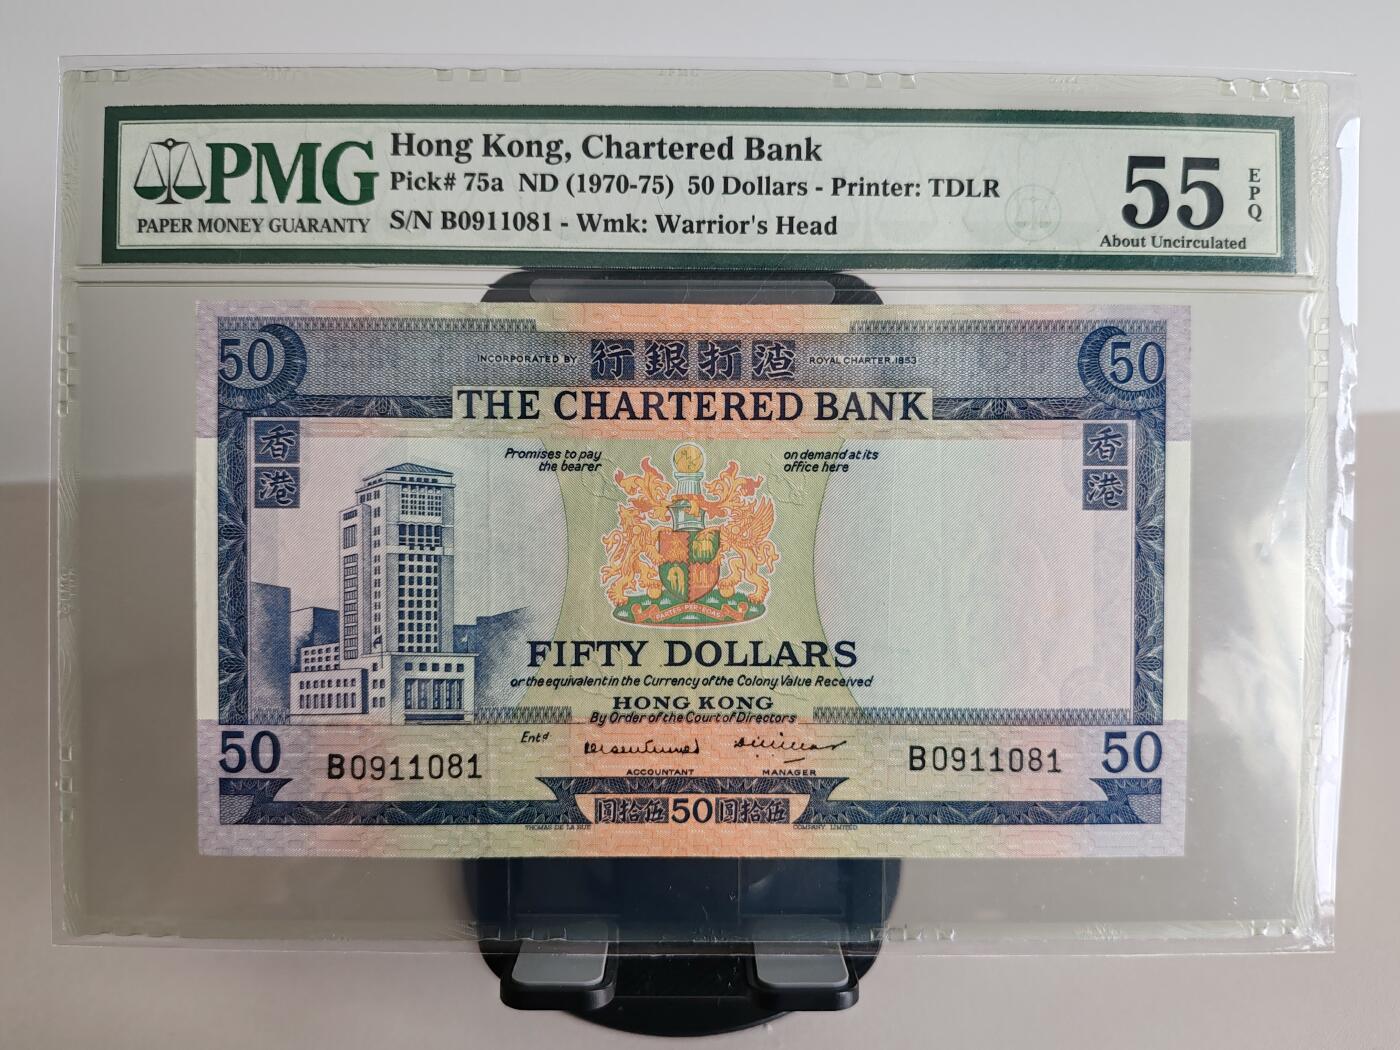 PMG
PAPER MONEY GUARANTY
Hong Kong, Chartered Bank
Pick# 75a ND (1970-75) 50 Dollars - Printer: TDLR
S/N B0911081 - Wmk: Warrior's Head
55
EPQ
About Uncirculated
50
INCORPORATED BY
行銀打渣
ROYAL CHARTER, 1853
50
THE CHARTERED BANK
香港
香港
Promises to pay
the bearer
on demand at its
office here
PARTES·PER·EOAS
FIFTY DOLLARS
or the equivalent in the Currency of the Colony Value Received
HONG KONG
By Order of the Court of Directors
Entd
50
B0911081
ACCOUNTANT
MANAGER
B0911081
50
圓拾伍50圓拾伍
THOMAS DE LA RUE
COMPANY, LIMITED